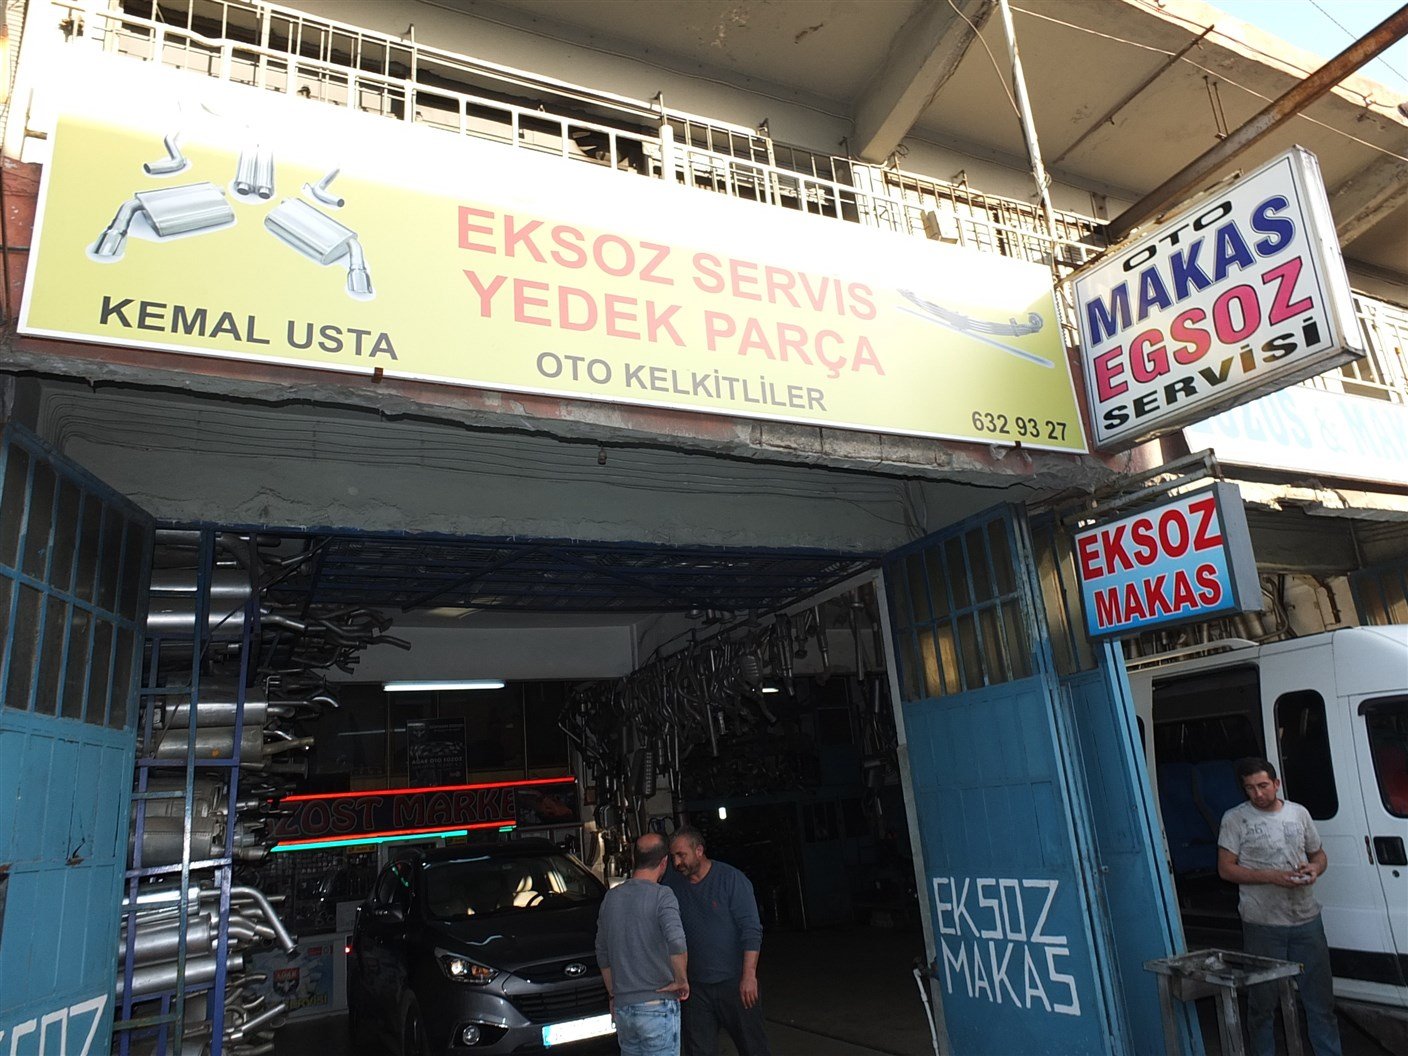 EKSOZ SERVIS
YEDEK PARÇA
KEMAL USTA
OTO KELKİTLİLER
632 93 27
OTO
MAKAS
EGSOZ
SERVİSİ
EKSOZ
MAKAS
EKSOZ
MAKAS